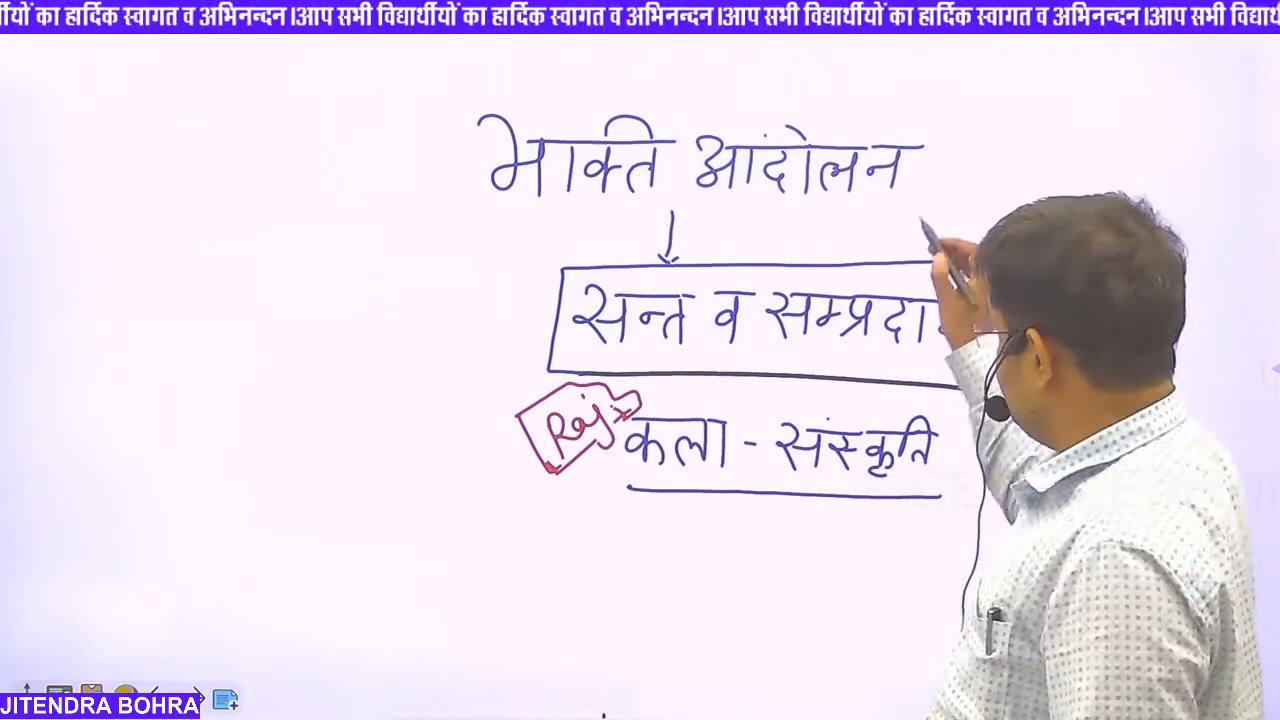 र्थीयों का हार्दिक स्वागत व अभिनन्दन।आप सभी विद्यार्थीयों का हार्दिक स्वागत व अभिनन्दन।आप सभी विद्यार्थीयों का हार्दिक स्वागत व अभिनन्दन।आप सभी विद्यार्थ
भक्ति आंदोलन
सन्त व सम्प्रदा
Raj कला - संस्कृति
JITENDRA BOHRA